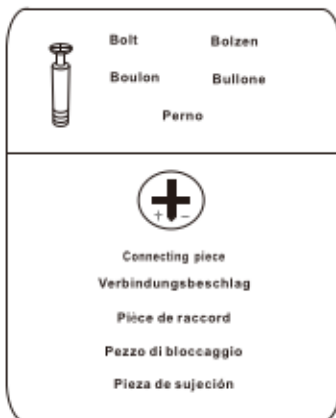 Bolt Bolzen
Boulon Bullone
Perno
+ -
Connecting piece
Verbindungsbeschlag
Pièce de raccord
Pezzo di bloccaggio
Pieza de sujeción